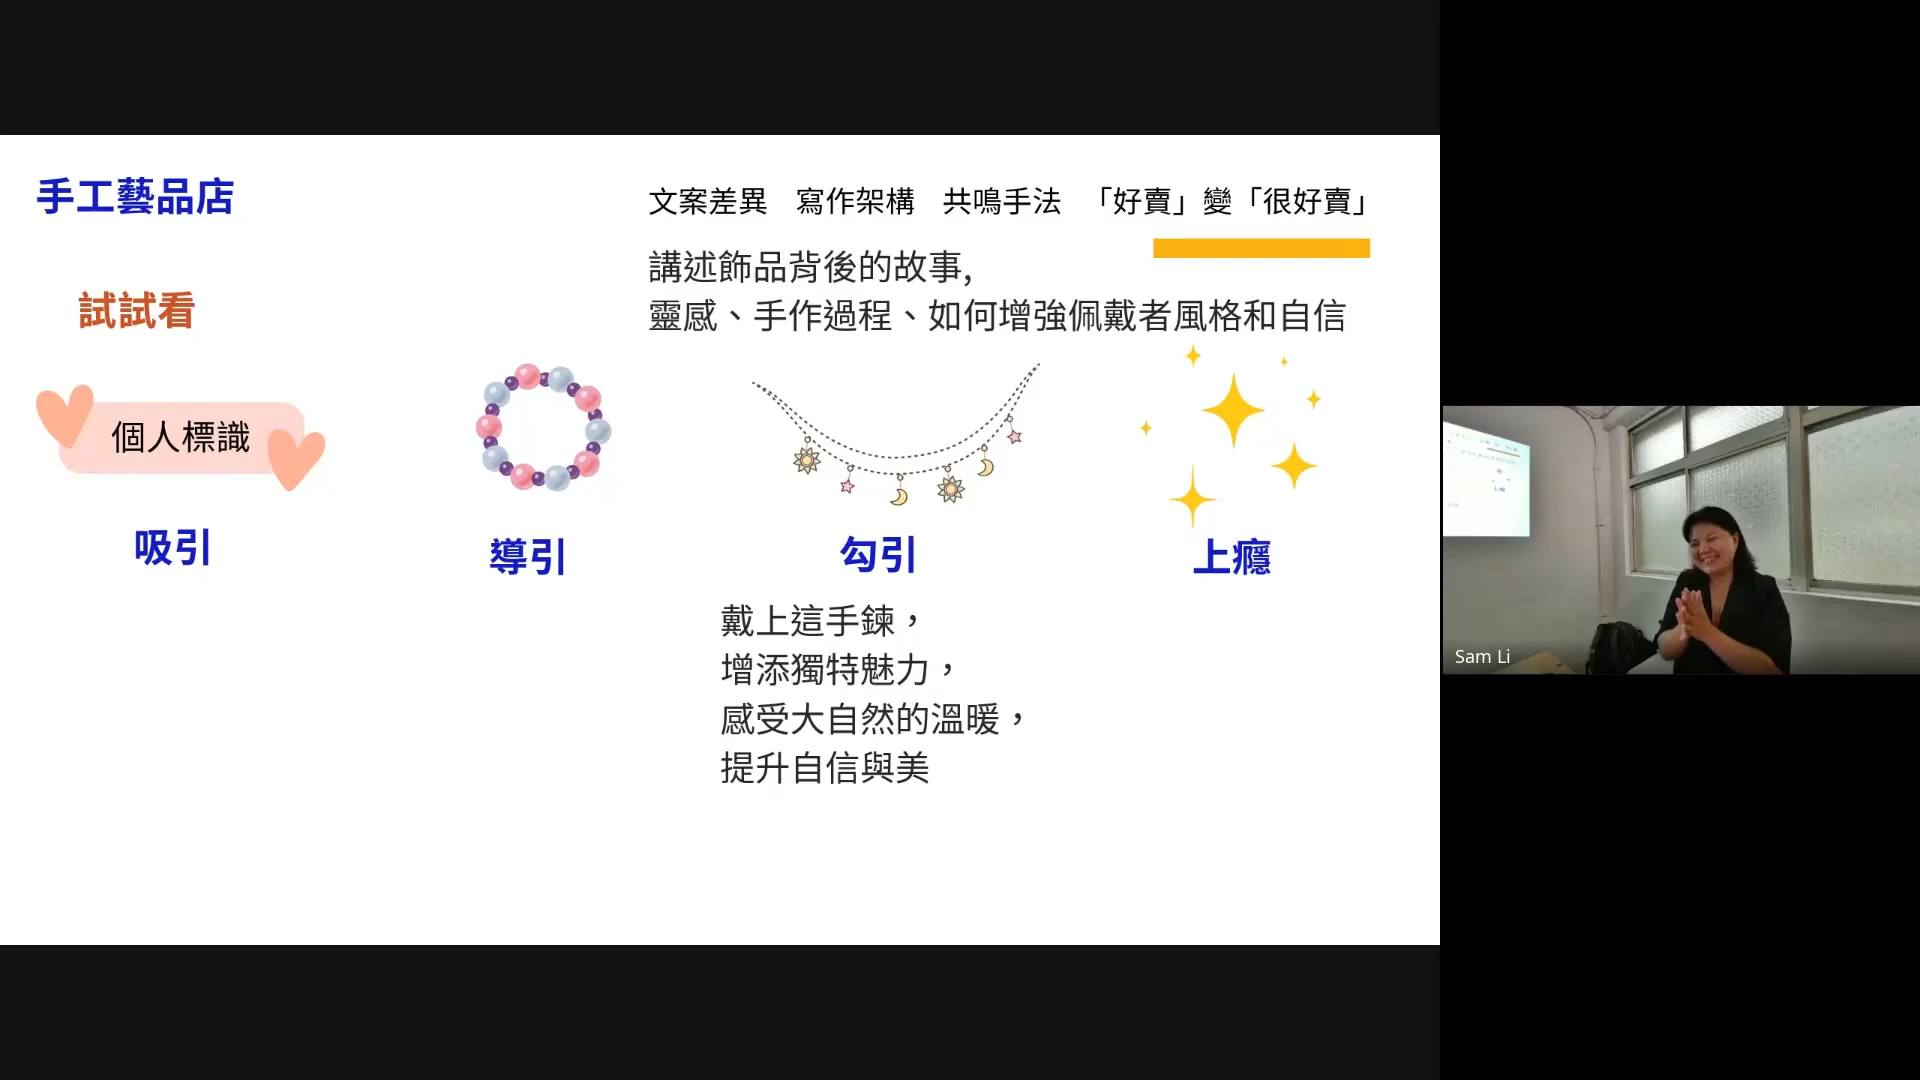 手工藝品店
文案差異 寫作架構 共鳴手法 「好賣」變「很好賣」
講述飾品背後的故事,
靈感、手作過程、如何增強佩戴者風格和自信
試試看
個人標識
吸引
導引
勾引
上癮
戴上這手鍊，
增添獨特魅力，
感受大自然的溫暖，
提升自信與美
Sam Li